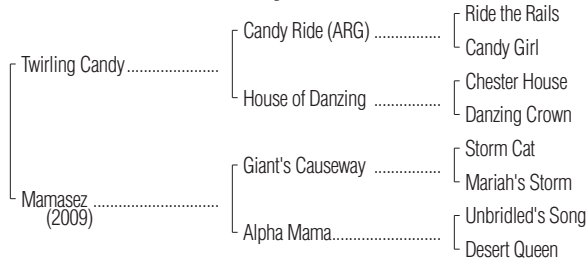 Ride the Rails
Candy Ride (ARG) ................
Candy Girl
Twirling Candy ......................
Chester House
House of Danzing ................
Danzing Crown
Storm Cat
Giant's Causeway ................
Mariah's Storm
Mamasez ..............................
(2009)
Unbridled's Song
Alpha Mama..........................
Desert Queen